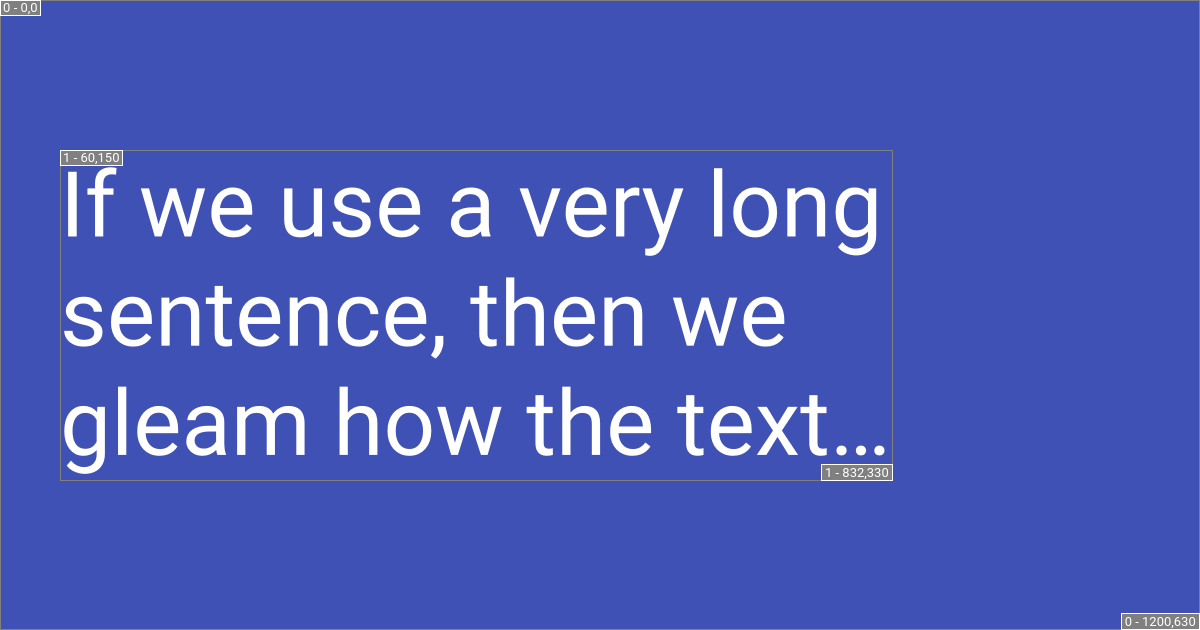 0 - 0,0
1 - 60,150
If we use a very long
sentence, then we
gleam how the text…
1 - 832,330
0 - 1200,630